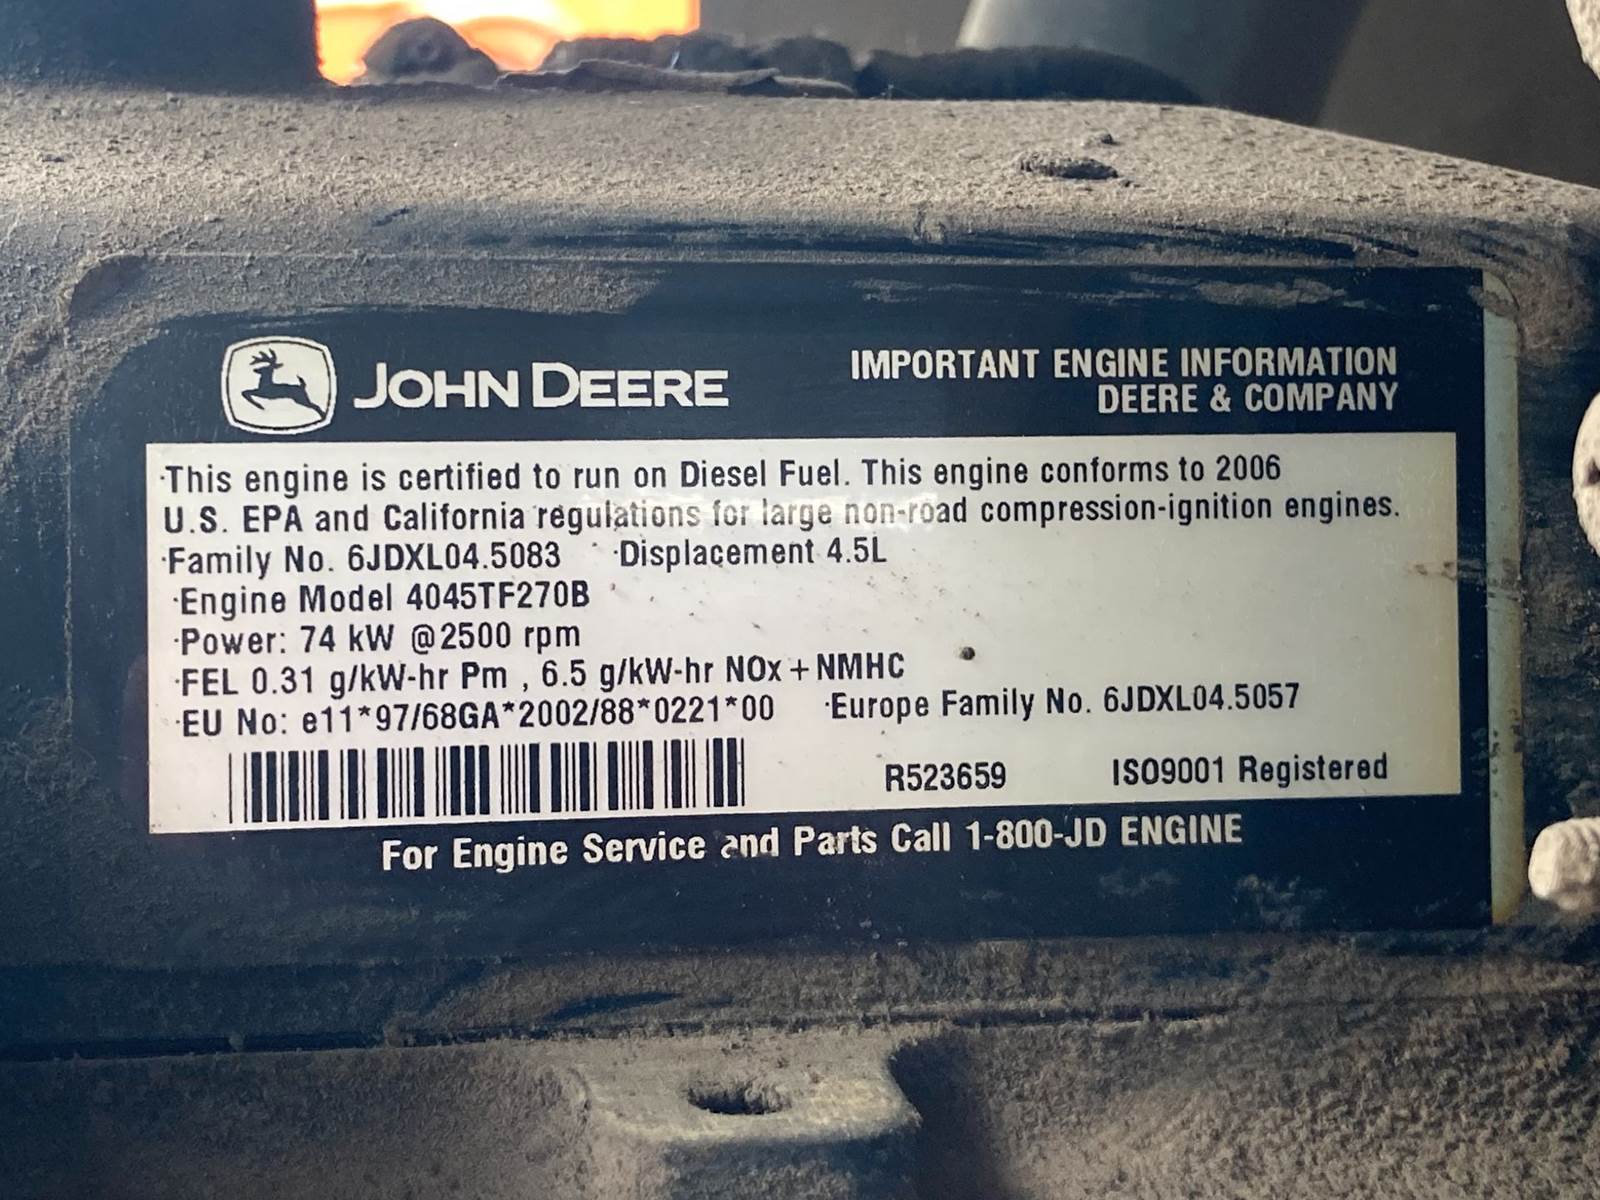 JOHN DEERE
IMPORTANT ENGINE INFORMATION
DEERE & COMPANY
·This engine is certified to run on Diesel Fuel. This engine conforms to 2006
U.S. EPA and California regulations for large non-road compression-ignition engines.
·Family No. 6JDXL04.5083 ·Displacement 4.5L
·Engine Model 4045TF270B
·Power: 74 kW @2500 rpm
·FEL 0.31 g/kW-hr Pm , 6.5 g/kW-hr NOx+NMHC
·EU No: e11*97/68GA*2002/88*0221*00 ·Europe Family No. 6JDXL04.5057
R523659 ISO9001 Registered
For Engine Service and Parts Call 1-800-JD ENGINE